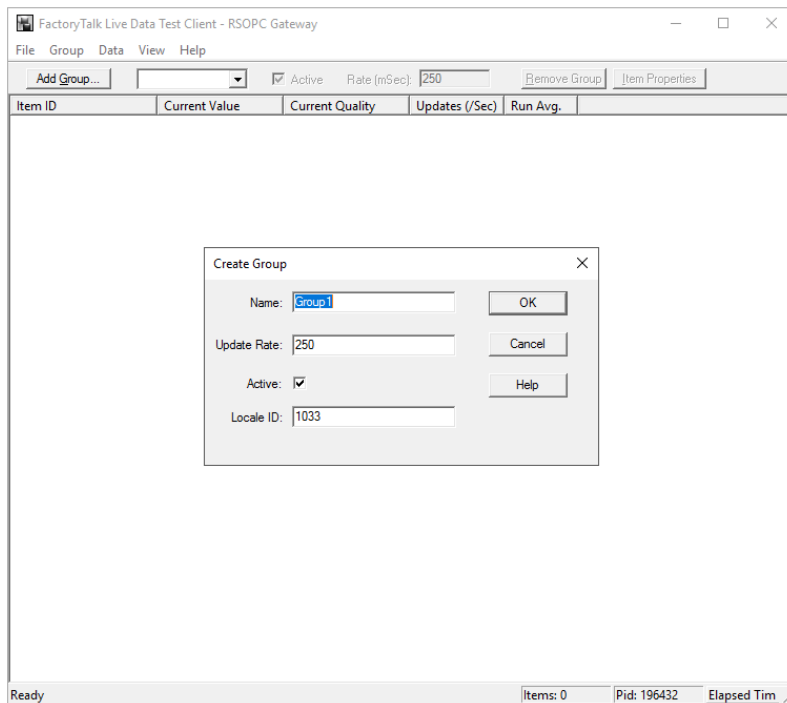 FactoryTalk Live Data Test Client - RSOPC Gateway
File Group Data View Help
Add Group... Active Rate (mSec): 250 Remove Group Item Properties
Item ID Current Value Current Quality Updates (/Sec) Run Avg.
Create Group
Name: Group1 OK
Update Rate: 250 Cancel
Active: Help
Locale ID: 1033
Ready Items: 0 Pid: 196432 Elapsed Tim